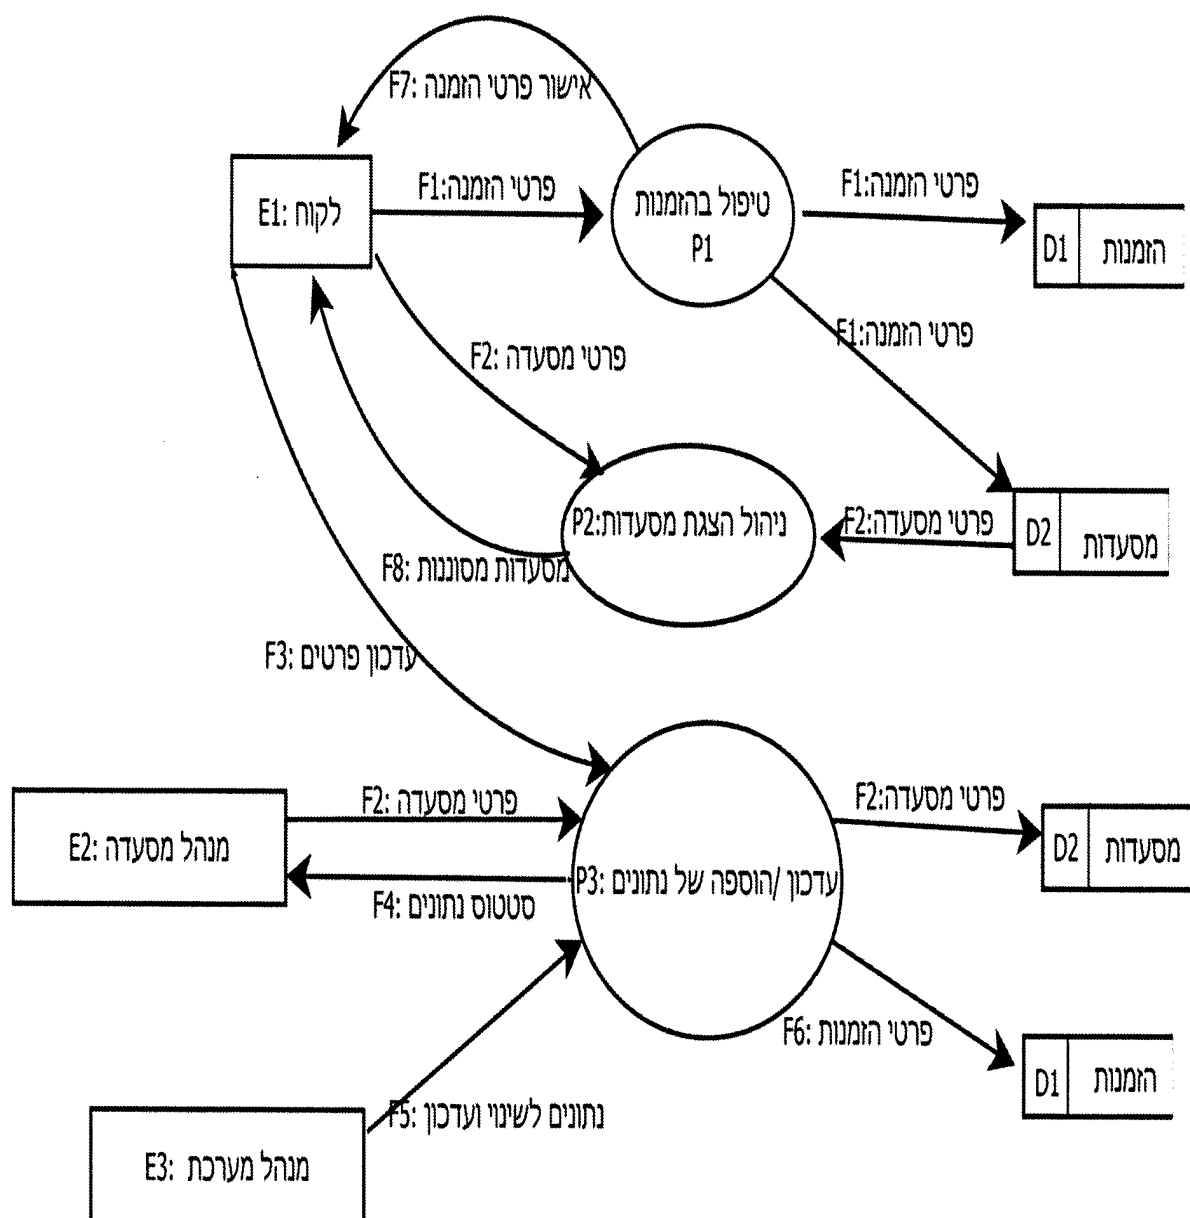 F7: אישור פרטי הזמנה
E1: לקוח
F1:פרטי הזמנה
טיפול בהזמנות
P1
F1:פרטי הזמנה
D1
הזמנות
F1:פרטי הזמנה
F2: פרטי מסעדה
P2:ניהול הצגת מסעדות
F2:פרטי מסעדה
D2
מסעדות
F8: מסעדות מסוננות
F3: עדכון פרטים
E2: מנהל מסעדה
F2: פרטי מסעדה
F4: סטטוס נתונים
P3: עדכון /הוספה של נתונים
F2:פרטי מסעדה
D2
מסעדות
F6: פרטי הזמנות
D1
הזמנות
F5: נתונים לשינוי ועדכון
E3: מנהל מערכת